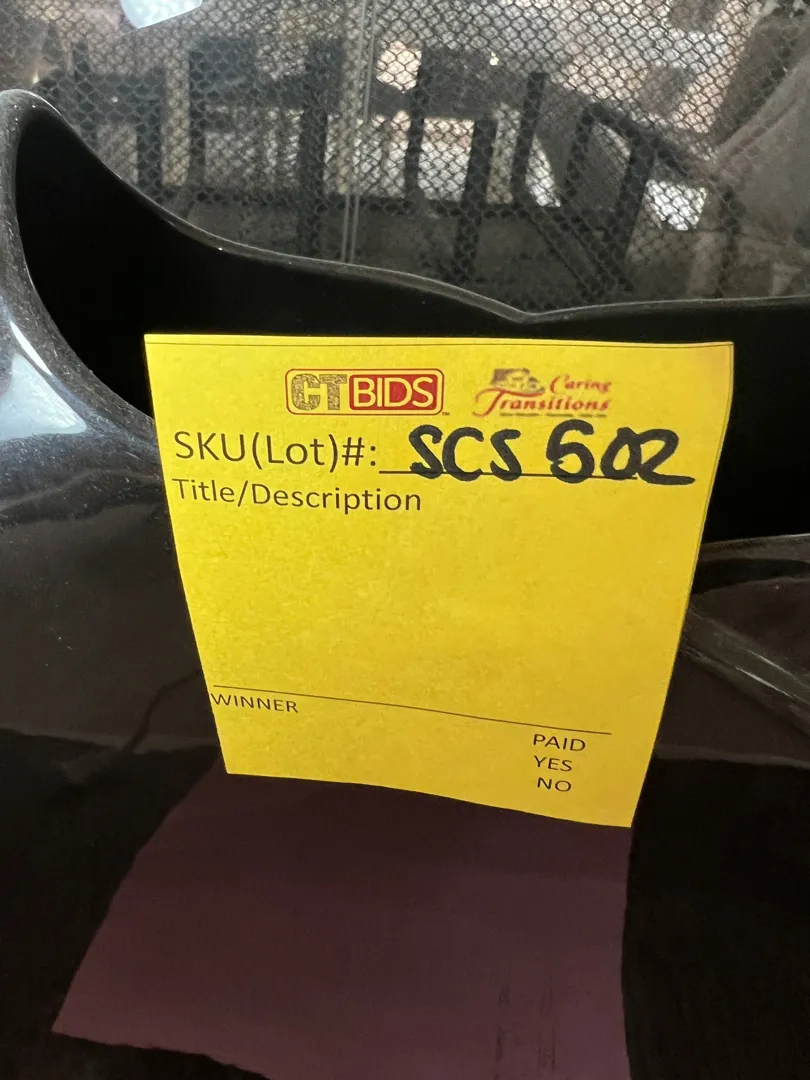 CTBIDS
Caring Transitions
SKU(Lot)#: SCS 602
Title/Description
WINNER
PAID
YES
NO